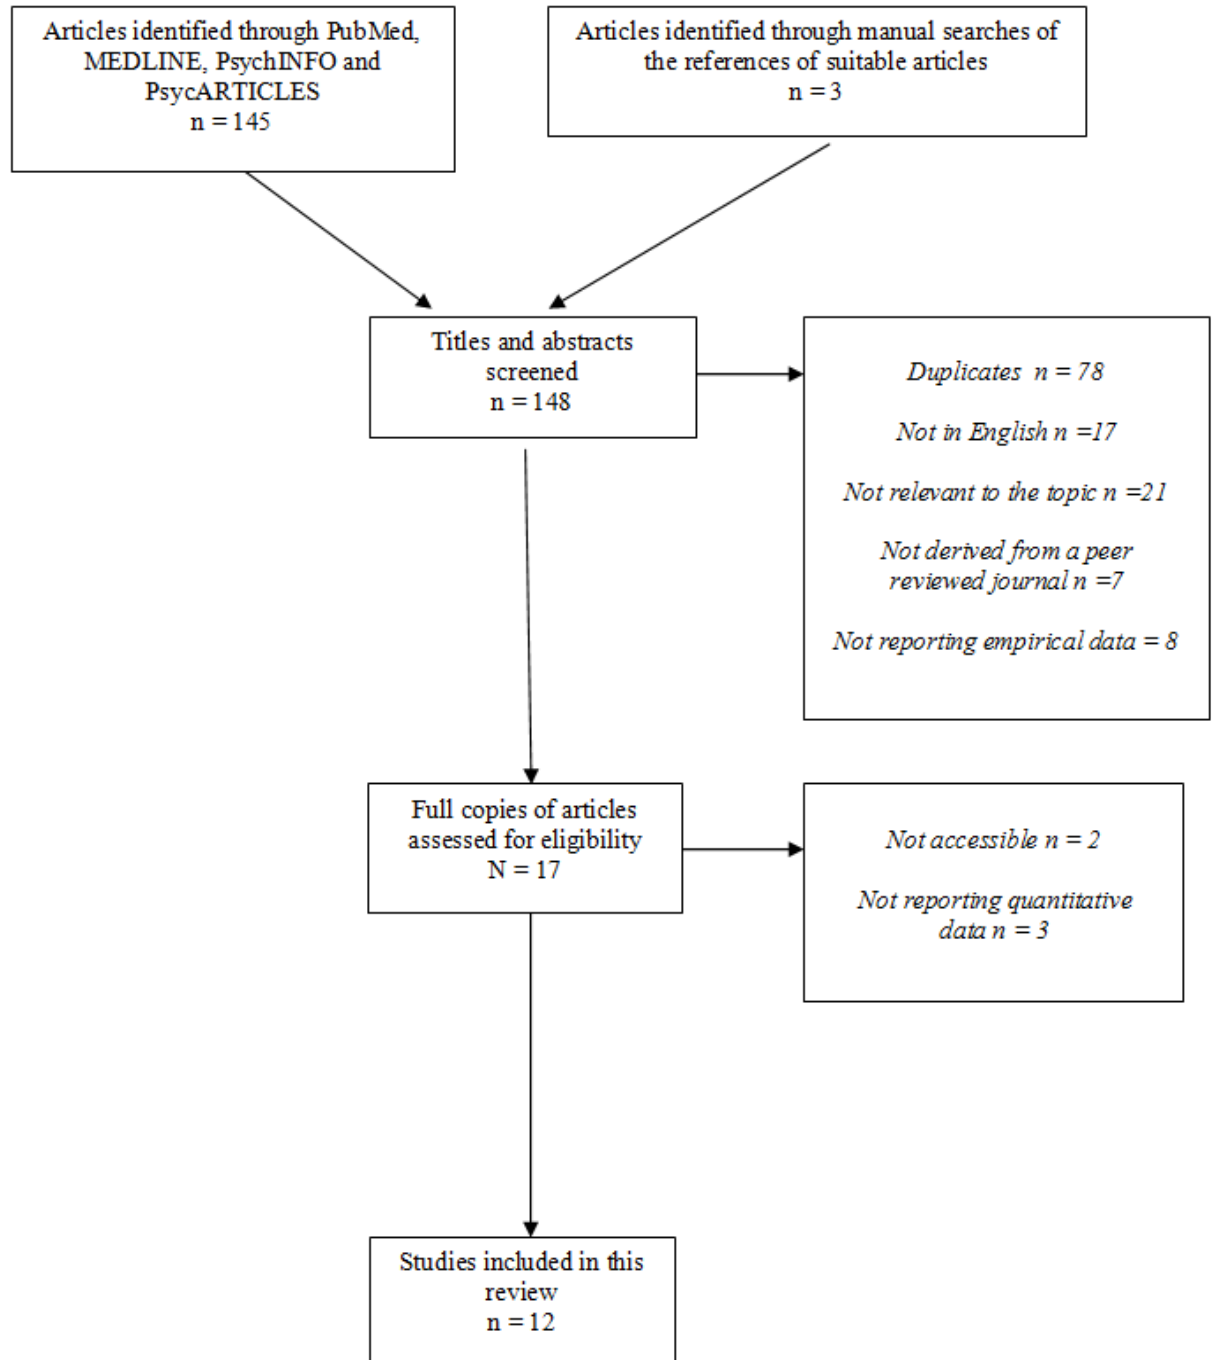 Articles identified through PubMed,
MEDLINE, PsychINFO and
PsycARTICLES
n = 145
Articles identified through manual searches of
the references of suitable articles
n = 3
Titles and abstracts
screened
n = 148
Duplicates n = 78
Not in English n =17
Not relevant to the topic n =21
Not derived from a peer
reviewed journal n =7
Not reporting empirical data = 8
Full copies of articles
assessed for eligibility
N = 17
Not accessible n = 2
Not reporting quantitative
data n = 3
Studies included in this
review
n = 12